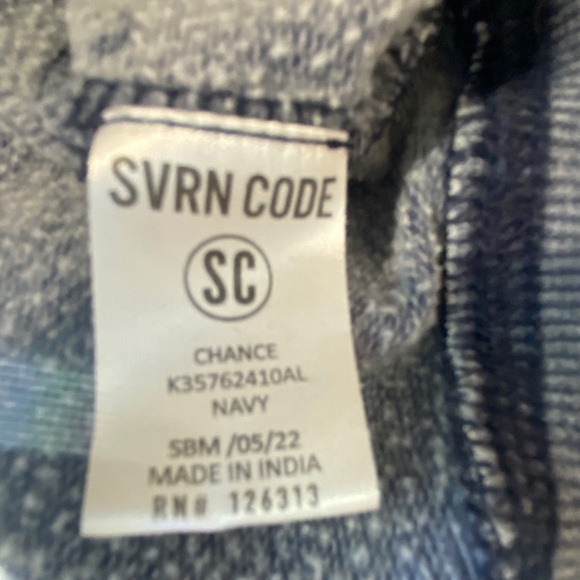 SVRN CODE
SC
CHANCE
K35762410AL
NAVY
SBM /05/22
MADE IN INDIA
RN# 126313